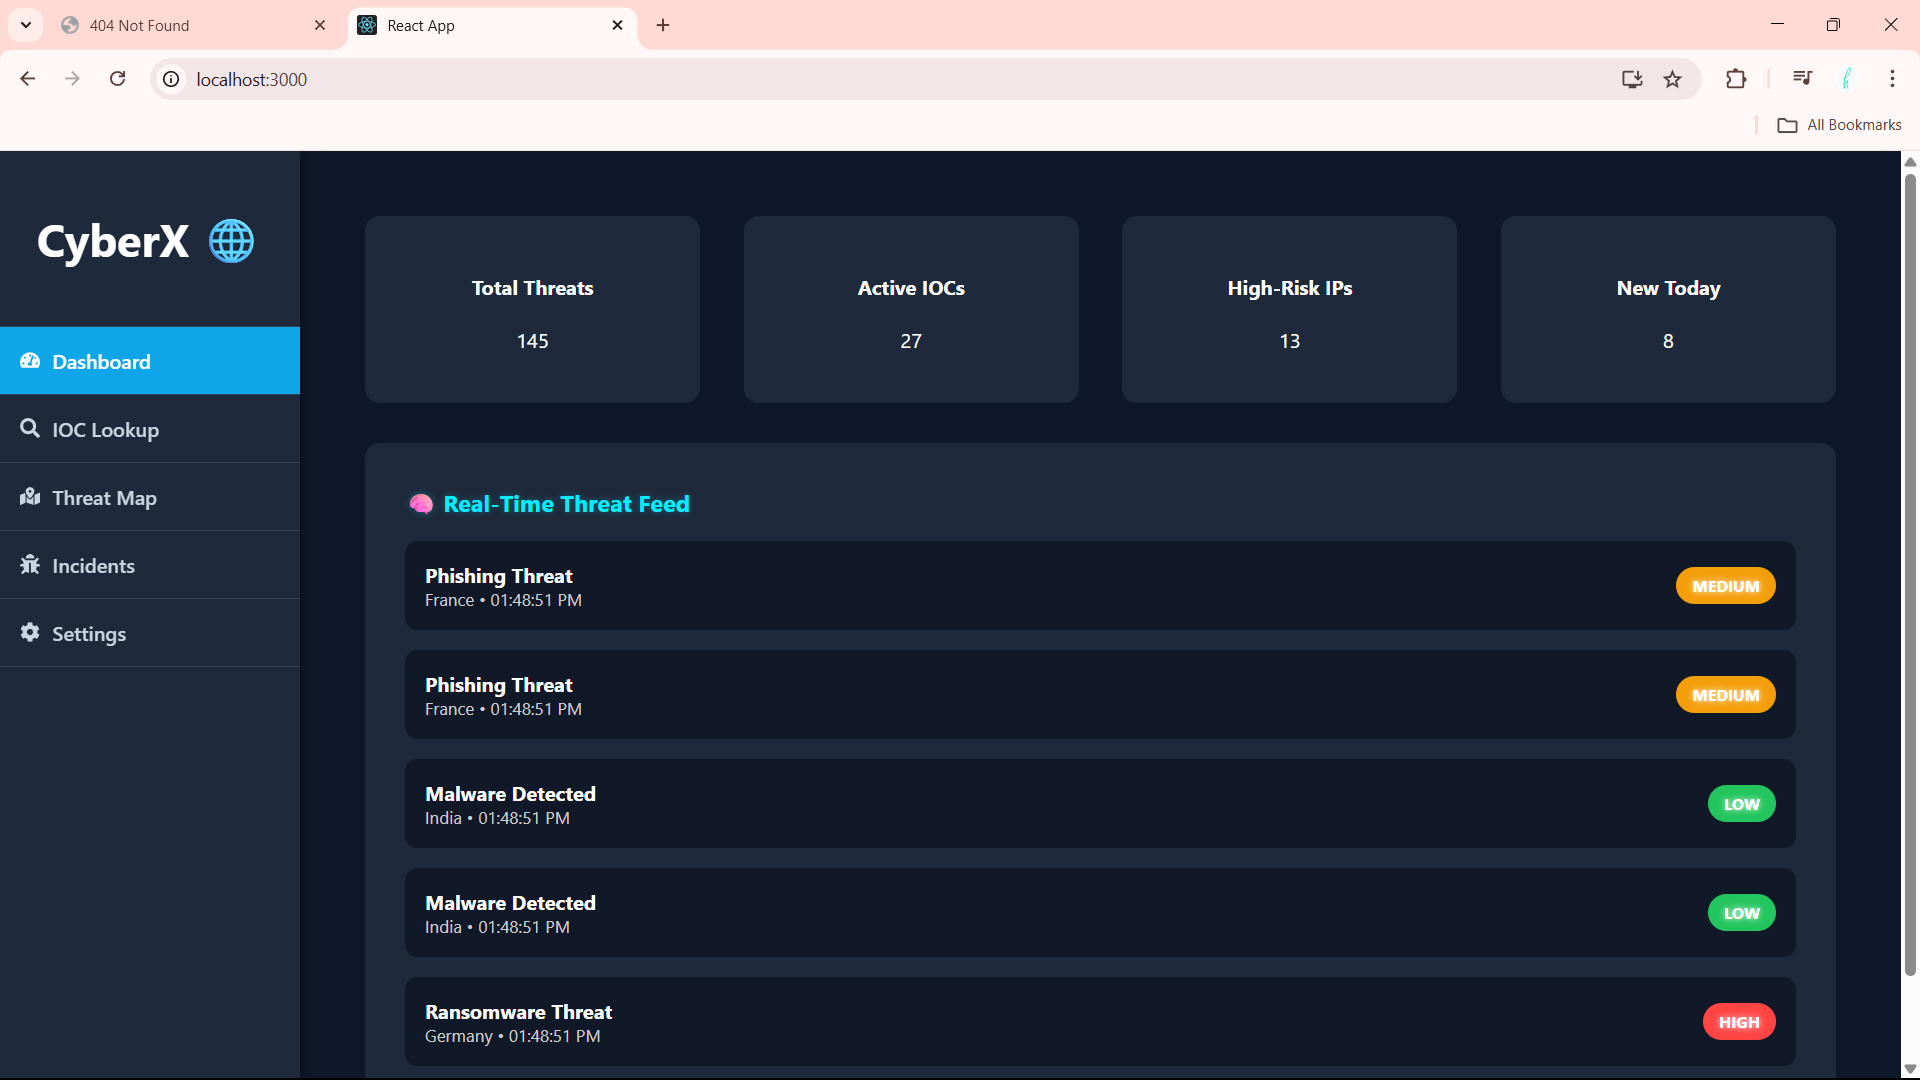 404 Not Found
React App
localhost:3000
All Bookmarks
CyberX
Dashboard
IOC Lookup
Threat Map
Incidents
Settings
Total Threats
145
Active IOCs
27
High-Risk IPs
13
New Today
8
Real-Time Threat Feed
Phishing Threat
France • 01:48:51 PM
MEDIUM
Phishing Threat
France • 01:48:51 PM
MEDIUM
Malware Detected
India • 01:48:51 PM
LOW
Malware Detected
India • 01:48:51 PM
LOW
Ransomware Threat
Germany • 01:48:51 PM
HIGH